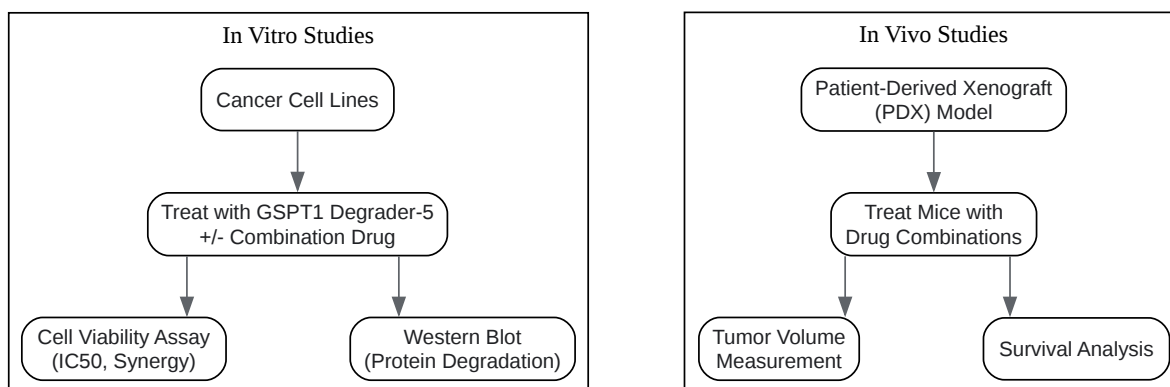 In Vitro Studies
Cancer Cell Lines
Treat with GSPT1 Degrader-5
+/- Combination Drug
Cell Viability Assay
(IC50, Synergy)
Western Blot
(Protein Degradation)
In Vivo Studies
Patient-Derived Xenograft
(PDX) Model
Treat Mice with
Drug Combinations
Tumor Volume
Measurement
Survival Analysis